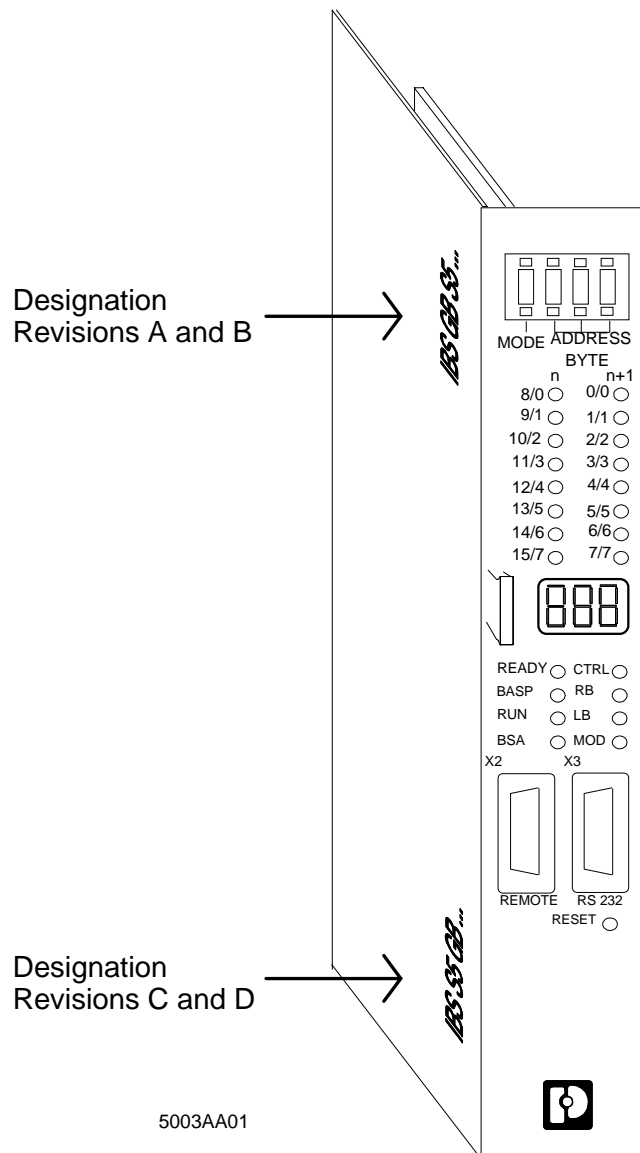 Designation
Revisions A and B
IBS GB S5...
MODE ADDRESS
BYTE
n n+1
8/0 0/0
9/1 1/1
10/2 2/2
11/3 3/3
12/4 4/4
13/5 5/5
14/6 6/6
15/7 7/7
888
READY CTRL
BASP RB
RUN LB
BSA MOD
X2 X3
REMOTE RS 232
RESET
Designation
Revisions C and D
IBS S5 GB...
5003AA01